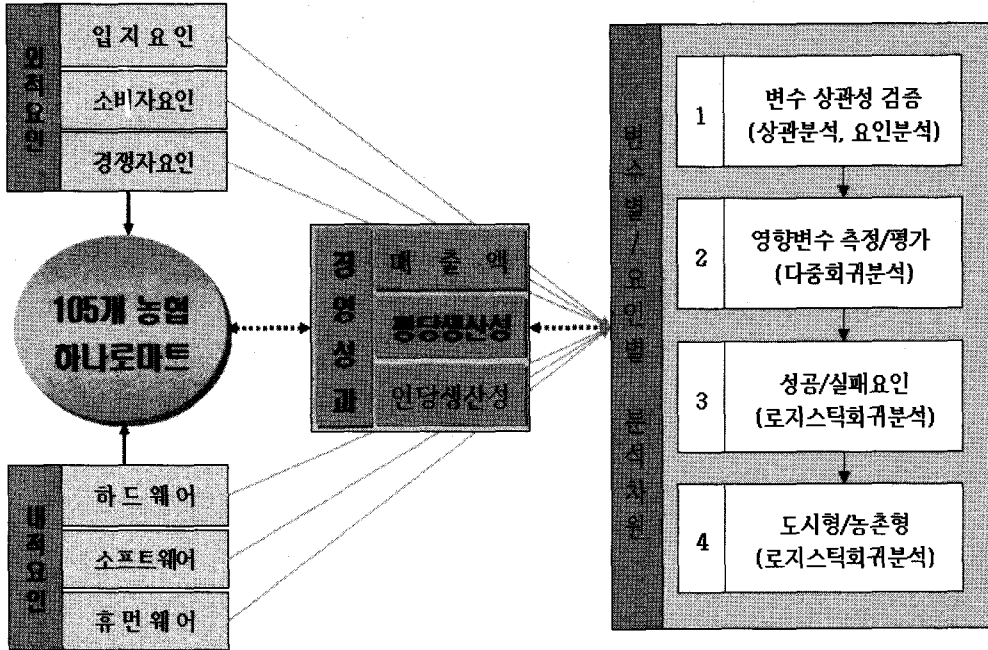 외적요인
입지요인
소비자요인
경쟁자요인
105개 농협
하나로마트
내적요인
하드웨어
소프트웨어
휴먼웨어
경영성과
매출액
평당생산성
인당생산성
변수별/요인별 분석차원
1
변수 상관성 검증
(상관분석, 요인분석)
2
영향변수 측정/평가
(다중회귀분석)
3
성공/실패요인
(로지스틱회귀분석)
4
도시형/농촌형
(로지스틱회귀분석)